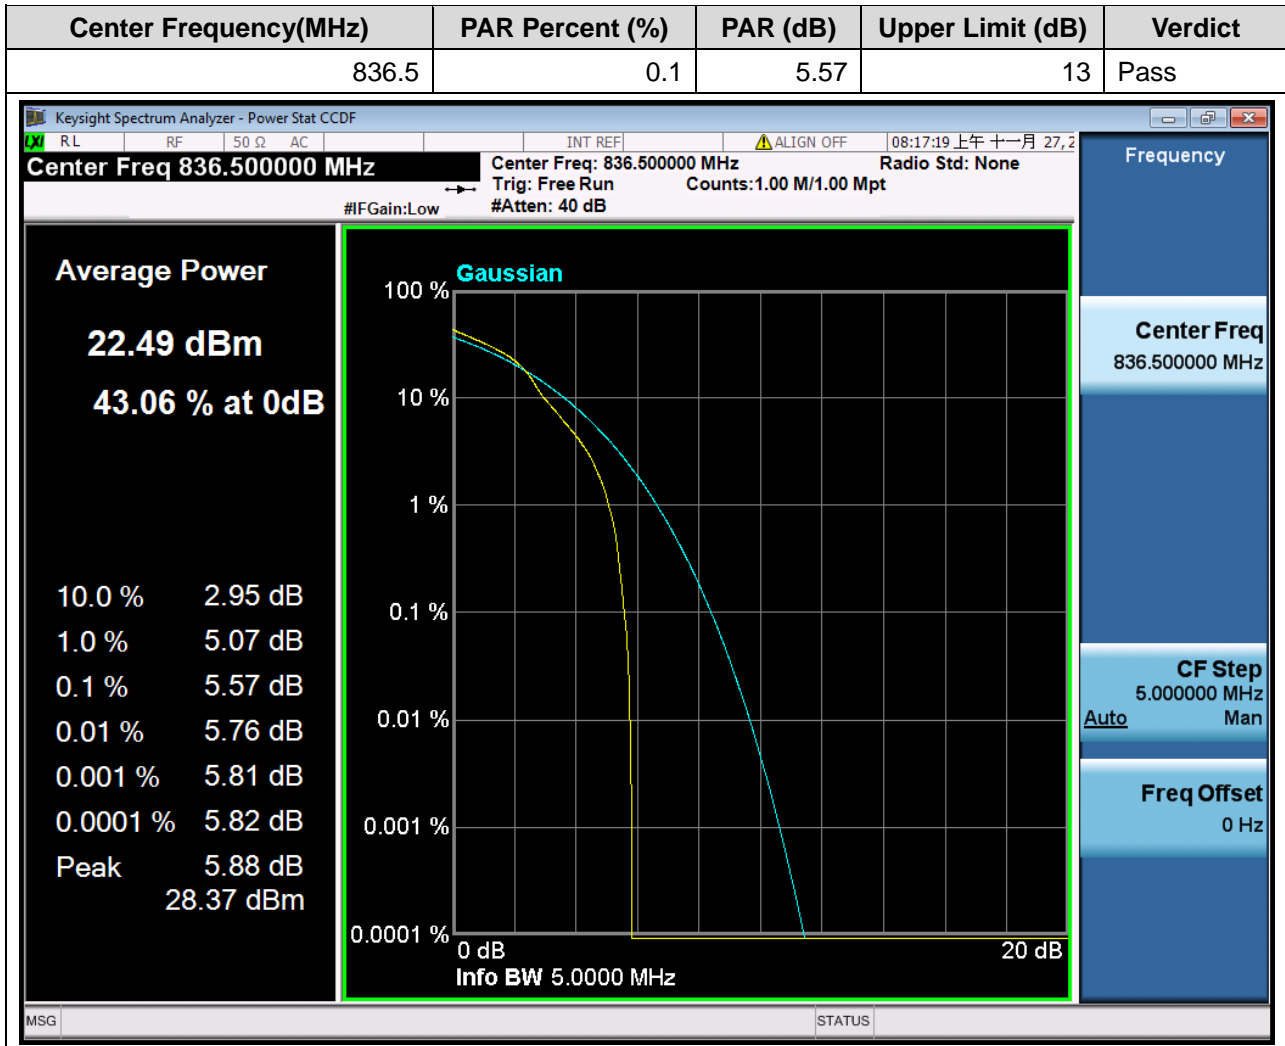 Center Frequency(MHz) PAR Percent (%) PAR (dB) Upper Limit (dB) Verdict
836.5 0.1 5.57 13 Pass
Keysight Spectrum Analyzer - Power Stat CCDF
LXI RL RF 50 Ω AC INT REF ALIGN OFF 08:17:19 上午 十一月 27, 2
Center Freq 836.500000 MHz
Center Freq: 836.500000 MHz Radio Std: None
Trig: Free Run Counts:1.00 M/1.00 Mpt
#IFGain:Low #Atten: 40 dB
Frequency
Average Power
22.49 dBm
43.06 % at 0dB
10.0 % 2.95 dB
1.0 % 5.07 dB
0.1 % 5.57 dB
0.01 % 5.76 dB
0.001 % 5.81 dB
0.0001 % 5.82 dB
Peak 5.88 dB
28.37 dBm
Gaussian
100 %
10 %
1 %
0.1 %
0.01 %
0.001 %
0.0001 %
0 dB 20 dB
Info BW 5.0000 MHz
Center Freq
836.500000 MHz
CF Step
5.000000 MHz
Auto Man
Freq Offset
0 Hz
MSG STATUS